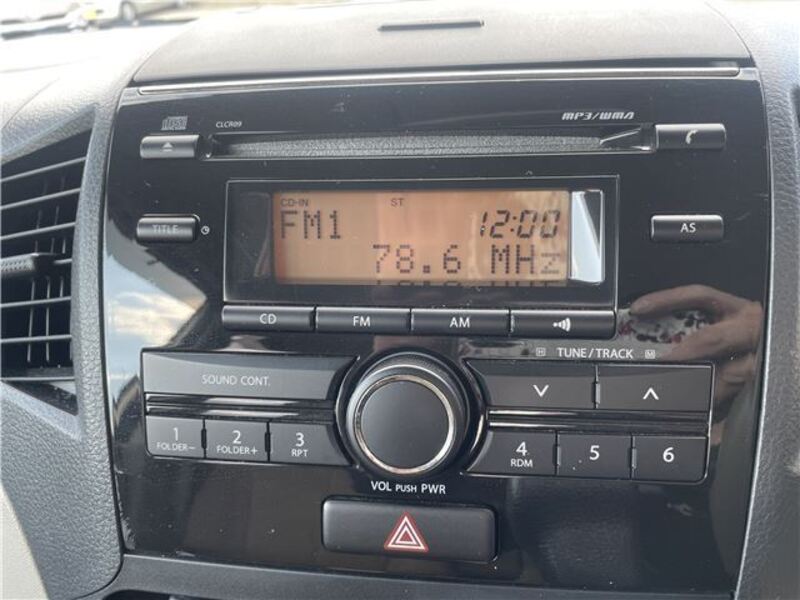 CLCR09 MP3/WMA
TITLE
CD-IN ST
FM1 12:00
78.6 MHz
AS
CD FM AM
TUNE/TRACK M
SOUND CONT.
1 2 3 4 5 6
FOLDER- FOLDER+ RPT RDM
VOL PUSH PWR